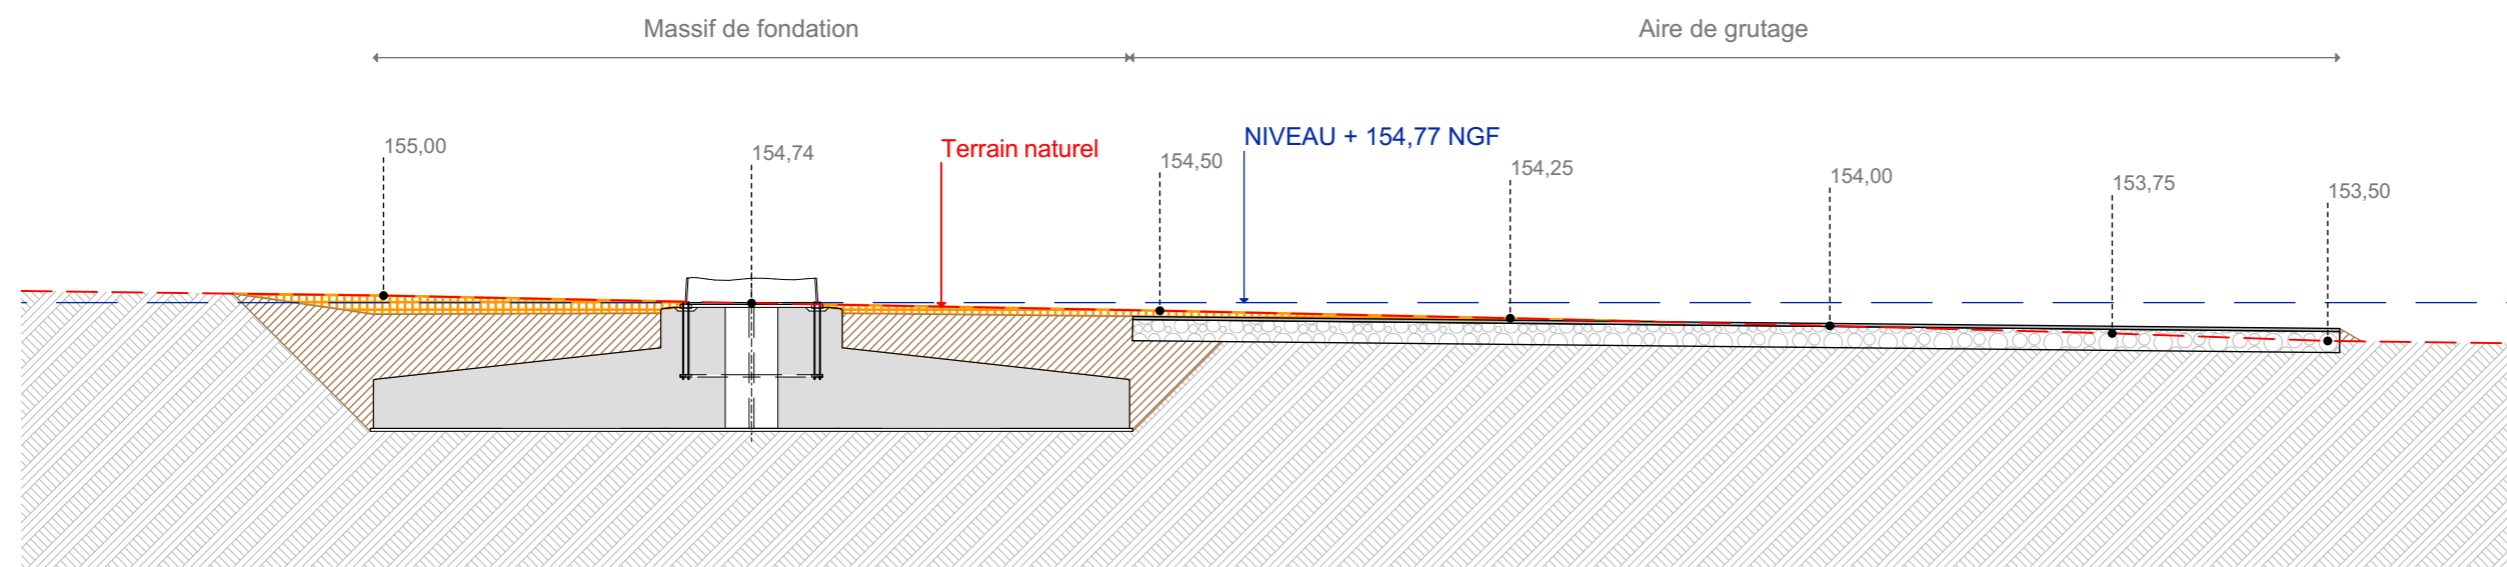 Massif de fondation
Aire de grutage
155,00
154,74
Terrain naturel
NIVEAU + 154,77 NGF
154,50
154,25
154,00
153,75
153,50